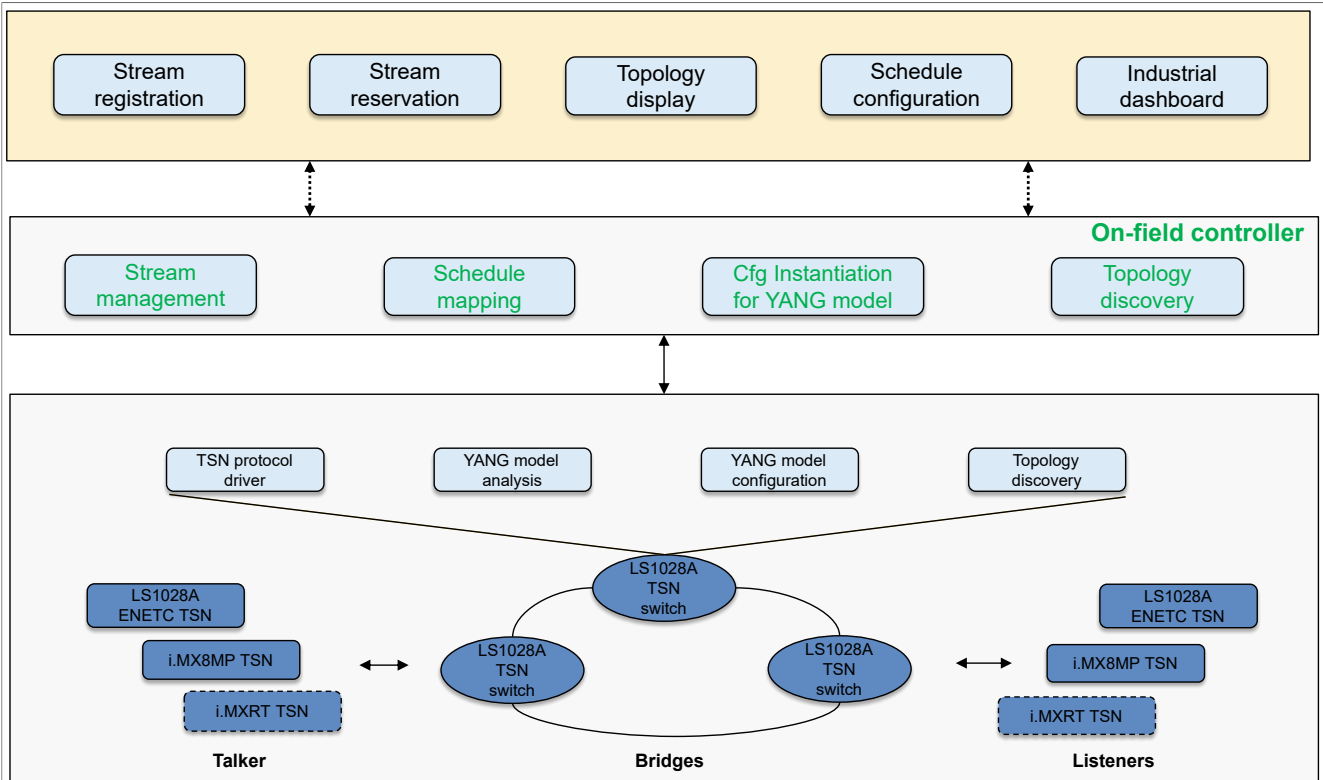 Stream
registration
Stream
reservation
Topology
display
Schedule
configuration
Industrial
dashboard
On-field controller
Stream
management
Schedule
mapping
Cfg Instantiation
for YANG model
Topology
discovery
TSN protocol
driver
YANG model
analysis
YANG model
configuration
Topology
discovery
LS1028A
TSN
switch
LS1028A
ENETC TSN
i.MX8MP TSN
i.MXRT TSN
LS1028A
TSN
switch
LS1028A
TSN
switch
LS1028A
ENETC TSN
i.MX8MP TSN
i.MXRT TSN
Talker
Bridges
Listeners